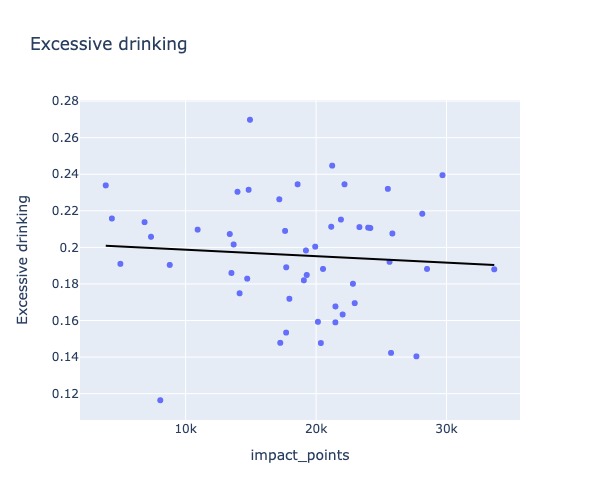 Excessive drinking
0.28
0.26
0.24
0.22
0.2
0.18
0.16
0.14
0.12
Excessive drinking
10k
20k
30k
impact_points